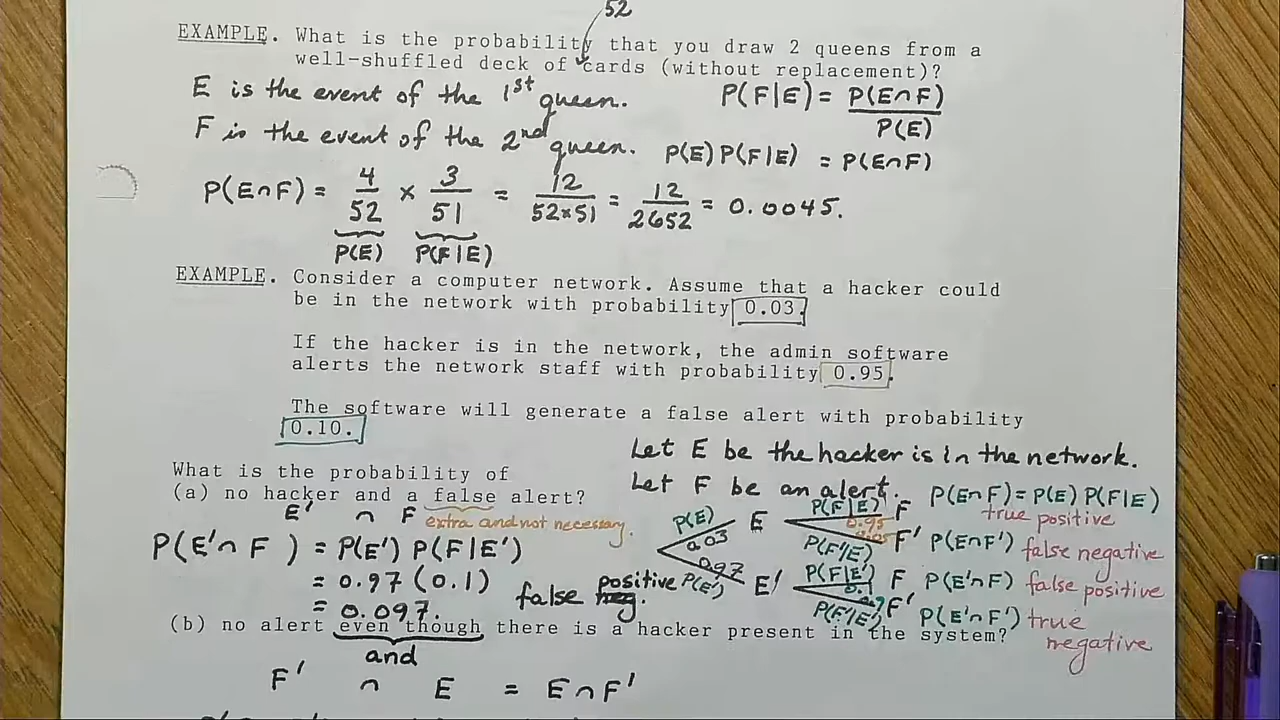 52
EXAMPLE. What is the probability that you draw 2 queens from a
well-shuffled deck of cards (without replacement)?
E is the event of the 1st queen.
P(F|E) = P(E∩F) / P(E)
F is the event of the 2nd queen.
P(E) P(F|E) = P(E∩F)
P(E∩F) = 4/52 × 3/51 = 12/52×51 = 12/2652 = 0.0045.
P(E) P(F|E)
EXAMPLE. Consider a computer network. Assume that a hacker could
be in the network with probability 0.03.
If the hacker is in the network, the admin software
alerts the network staff with probability 0.95.
The software will generate a false alert with probability
0.10.
Let E be the hacker is in the network.
What is the probability of
Let F be an alert.
(a) no hacker and a false alert?
E' ∩ F extra and not necessary.
P(E'∩F) = P(E') P(F|E')
= 0.97 (0.1)
= 0.097.
false positive
P(E) E P(F|E) 0.95 F P(E∩F) = P(E) P(F|E)
true positive
0.03 P(F'|E) 0.05 F' P(E∩F') false negative
0.97 P(E') E' P(F|E') 0.1 F P(E'∩F) false positive
P(F'|E') 0.9 F' P(E'∩F') true
negative
(b) no alert even though there is a hacker present in the system?
and
F' ∩ E = E∩F'